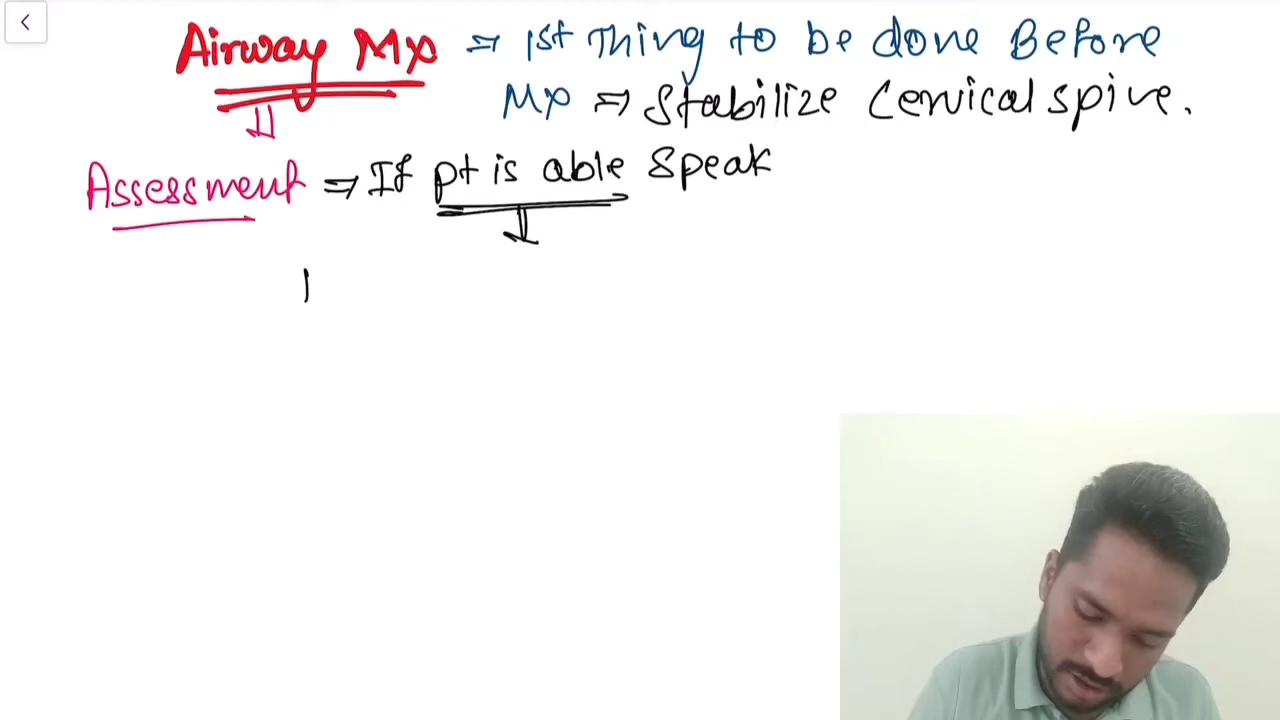 Airway Mx ⇒ 1st Thing to be done Before
Mx ⇒ Stabilize Cervical spine.
Assessment ⇒ If pt is able speak